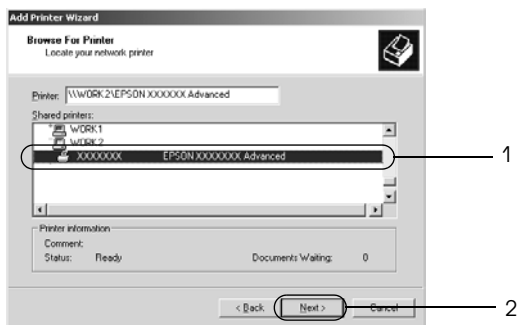 Add Printer Wizard
Browse For Printer
Locate your network printer
Printer: \\WORK2\EPSON XXXXXX Advanced
Shared printers:
WORK1
WORK2
XXXXXXX EPSON XXXXXXX Advanced
1
Printer information
Comment:
Status: Ready Documents Waiting: 0
< Back Next > Cancel
2